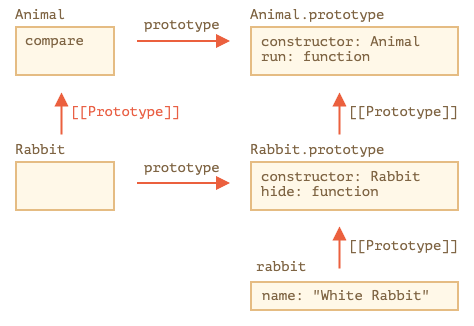 Animal
compare
prototype
Animal.prototype
constructor: Animal
run: function
[[Prototype]]
[[Prototype]]
Rabbit
prototype
Rabbit.prototype
constructor: Rabbit
hide: function
[[Prototype]]
rabbit
name: "White Rabbit"